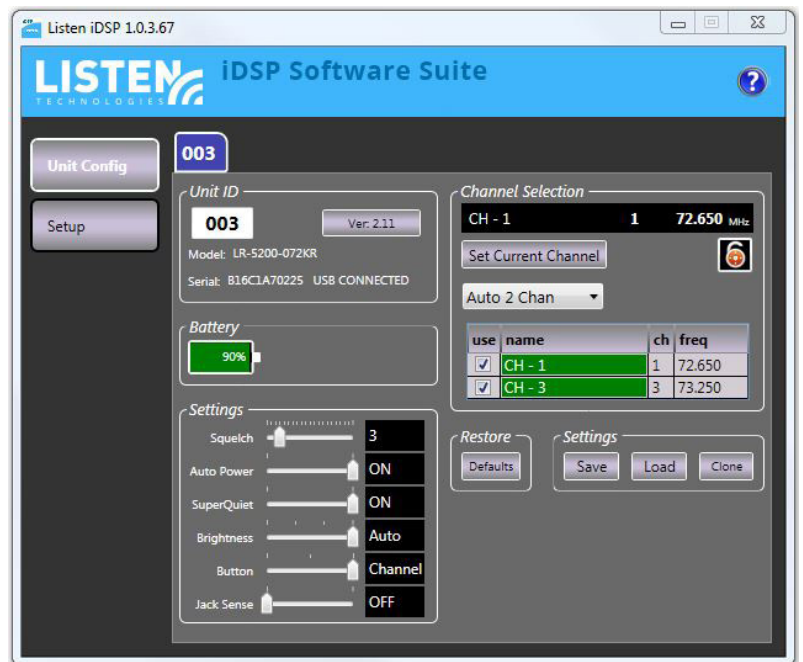 Listen iDSP 1.0.3.67
LISTEN
TECHNOLOGIES
iDSP Software Suite
?
Unit Config
Setup
003
Unit ID
003
Ver: 2.11
Model: LR-5200-072KR
Serial: B16C1A70225 USB CONNECTED
Battery
90%
Settings
Squelch 3
Auto Power ON
SuperQuiet ON
Brightness Auto
Button Channel
Jack Sense OFF
Channel Selection
CH - 1 1 72.650 MHz
Set Current Channel
Auto 2 Chan
use name ch freq
CH - 1 1 72.650
CH - 3 3 73.250
Restore
Defaults
Settings
Save Load Clone